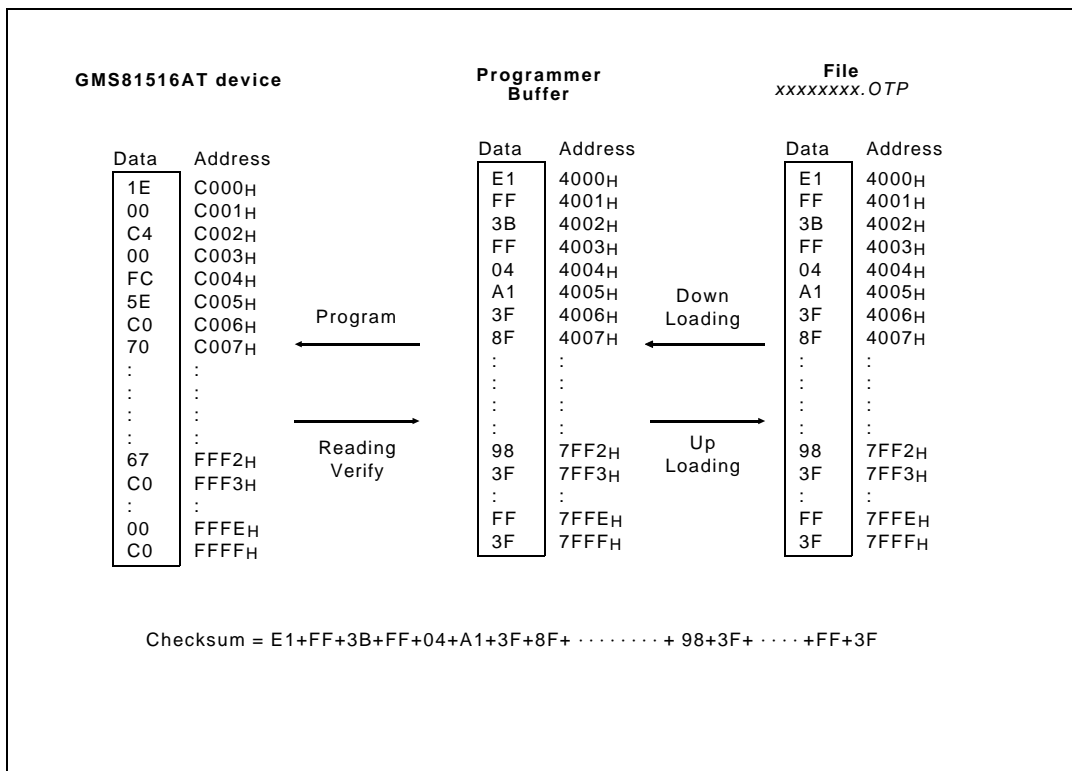 GMS81516AT device
Programmer
Buffer
File
xxxxxxxx.OTP
Data Address
1E C000H
00 C001H
C4 C002H
00 C003H
FC C004H
5E C005H
C0 C006H
70 C007H
: :
: :
: :
: :
67 FFF2H
C0 FFF3H
: :
00 FFFEH
C0 FFFFH
Program
Reading
Verify
Data Address
E1 4000H
FF 4001H
3B 4002H
FF 4003H
04 4004H
A1 4005H
3F 4006H
8F 4007H
: :
: :
: :
: :
98 7FF2H
3F 7FF3H
: :
FF 7FFEH
3F 7FFFH
Down
Loading
Up
Loading
Data Address
E1 4000H
FF 4001H
3B 4002H
FF 4003H
04 4004H
A1 4005H
3F 4006H
8F 4007H
: :
: :
: :
: :
98 7FF2H
3F 7FF3H
: :
FF 7FFEH
3F 7FFFH
Checksum = E1+FF+3B+FF+04+A1+3F+8F+ ········ + 98+3F+ ···· +FF+3F